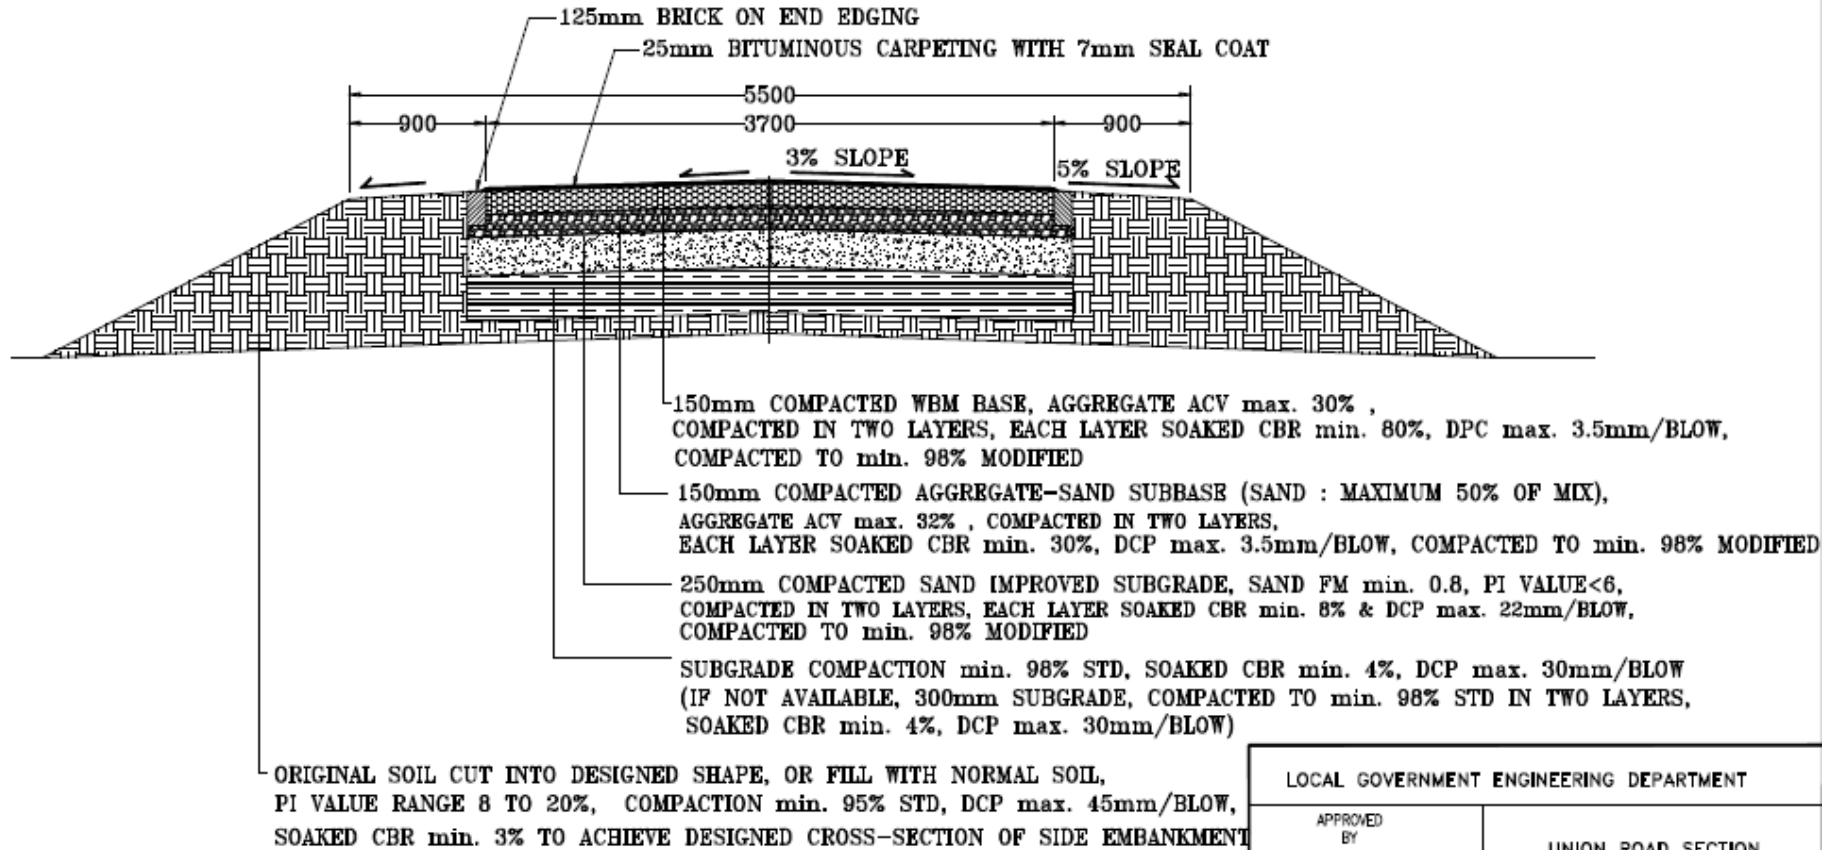 125mm BRICK ON END EDGING
25mm BITUMINOUS CARPETING WITH 7mm SEAL COAT
5500
900 3700 900
3% SLOPE
5% SLOPE
150mm COMPACTED WBM BASE, AGGREGATE ACV max. 30% ,
COMPACTED IN TWO LAYERS, EACH LAYER SOAKED CBR min. 80%, DPC max. 3.5mm/BLOW,
COMPACTED TO min. 98% MODIFIED
150mm COMPACTED AGGREGATE-SAND SUBBASE (SAND : MAXIMUM 50% OF MIX),
AGGREGATE ACV max. 32% , COMPACTED IN TWO LAYERS,
EACH LAYER SOAKED CBR min. 30%, DCP max. 3.5mm/BLOW, COMPACTED TO min. 98% MODIFIED
250mm COMPACTED SAND IMPROVED SUBGRADE, SAND FM min. 0.8, PI VALUE<6,
COMPACTED IN TWO LAYERS, EACH LAYER SOAKED CBR min. 8% & DCP max. 22mm/BLOW,
COMPACTED TO min. 98% MODIFIED
SUBGRADE COMPACTION min. 98% STD, SOAKED CBR min. 4%, DCP max. 30mm/BLOW
(IF NOT AVAILABLE, 300mm SUBGRADE, COMPACTED TO min. 98% STD IN TWO LAYERS,
SOAKED CBR min. 4%, DCP max. 30mm/BLOW)
ORIGINAL SOIL CUT INTO DESIGNED SHAPE, OR FILL WITH NORMAL SOIL,
PI VALUE RANGE 8 TO 20%, COMPACTION min. 95% STD, DCP max. 45mm/BLOW,
SOAKED CBR min. 3% TO ACHIEVE DESIGNED CROSS-SECTION OF SIDE EMBANKMENT
LOCAL GOVERNMENT ENGINEERING DEPARTMENT
APPROVED
BY
UNION ROAD SECTION